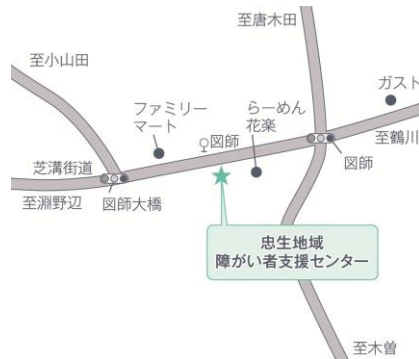 至唐木田
至小山田
ガスト
ファミリー
マート
図師
らーめん
花楽
至鶴川
芝溝街道
図師
至淵野辺
図師大橋
忠生地域
障がい者支援センター
至木曽